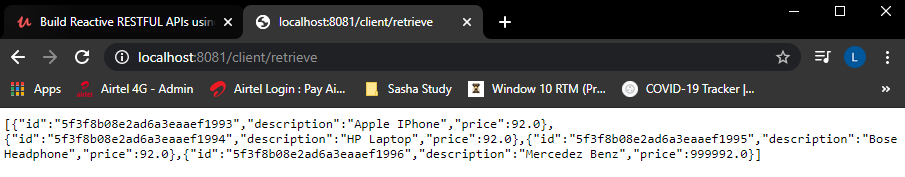 Build Reactive RESTFUL APIs usin
localhost:8081/client/retrieve
localhost:8081/client/retrieve
L
Apps Airtel 4G - Admin Airtel Login : Pay Ai... Sasha Study Window 10 RTM (Pr... COVID-19 Tracker |... »
[{"id":"5f3f8b08e2ad6a3eaaef1993","description":"Apple IPhone","price":92.0},
{"id":"5f3f8b08e2ad6a3eaaef1994","description":"HP Laptop","price":92.0},{"id":"5f3f8b08e2ad6a3eaaef1995","description":"Bose
Headphone","price":92.0},{"id":"5f3f8b08e2ad6a3eaaef1996","description":"Mercedez Benz","price":999992.0}]